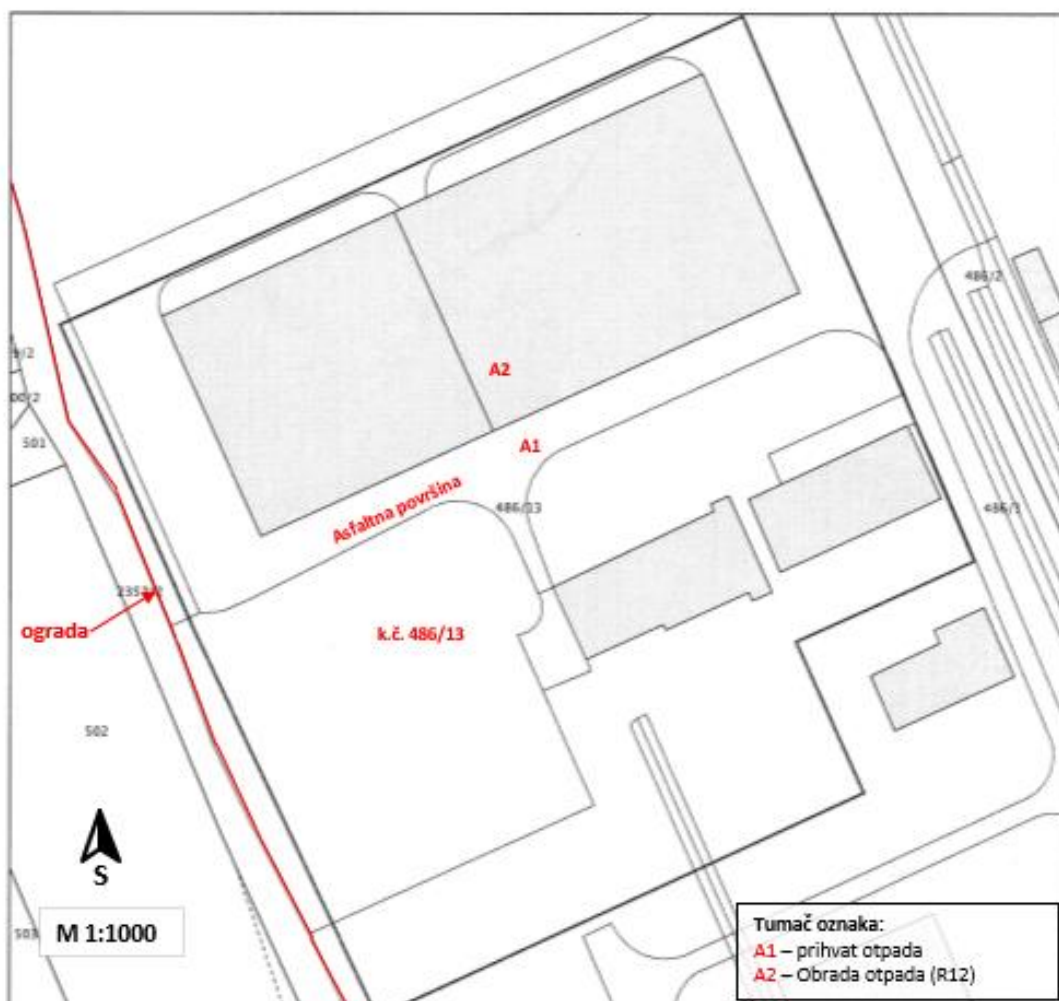 486/2
A2
501
A1
Asfaltna površina
486/13
486/1
ograda
k.č. 486/13
502
S
M 1:1000
503
Tumač oznaka:
A1 – prihvat otpada
A2 – Obrada otpada (R12)